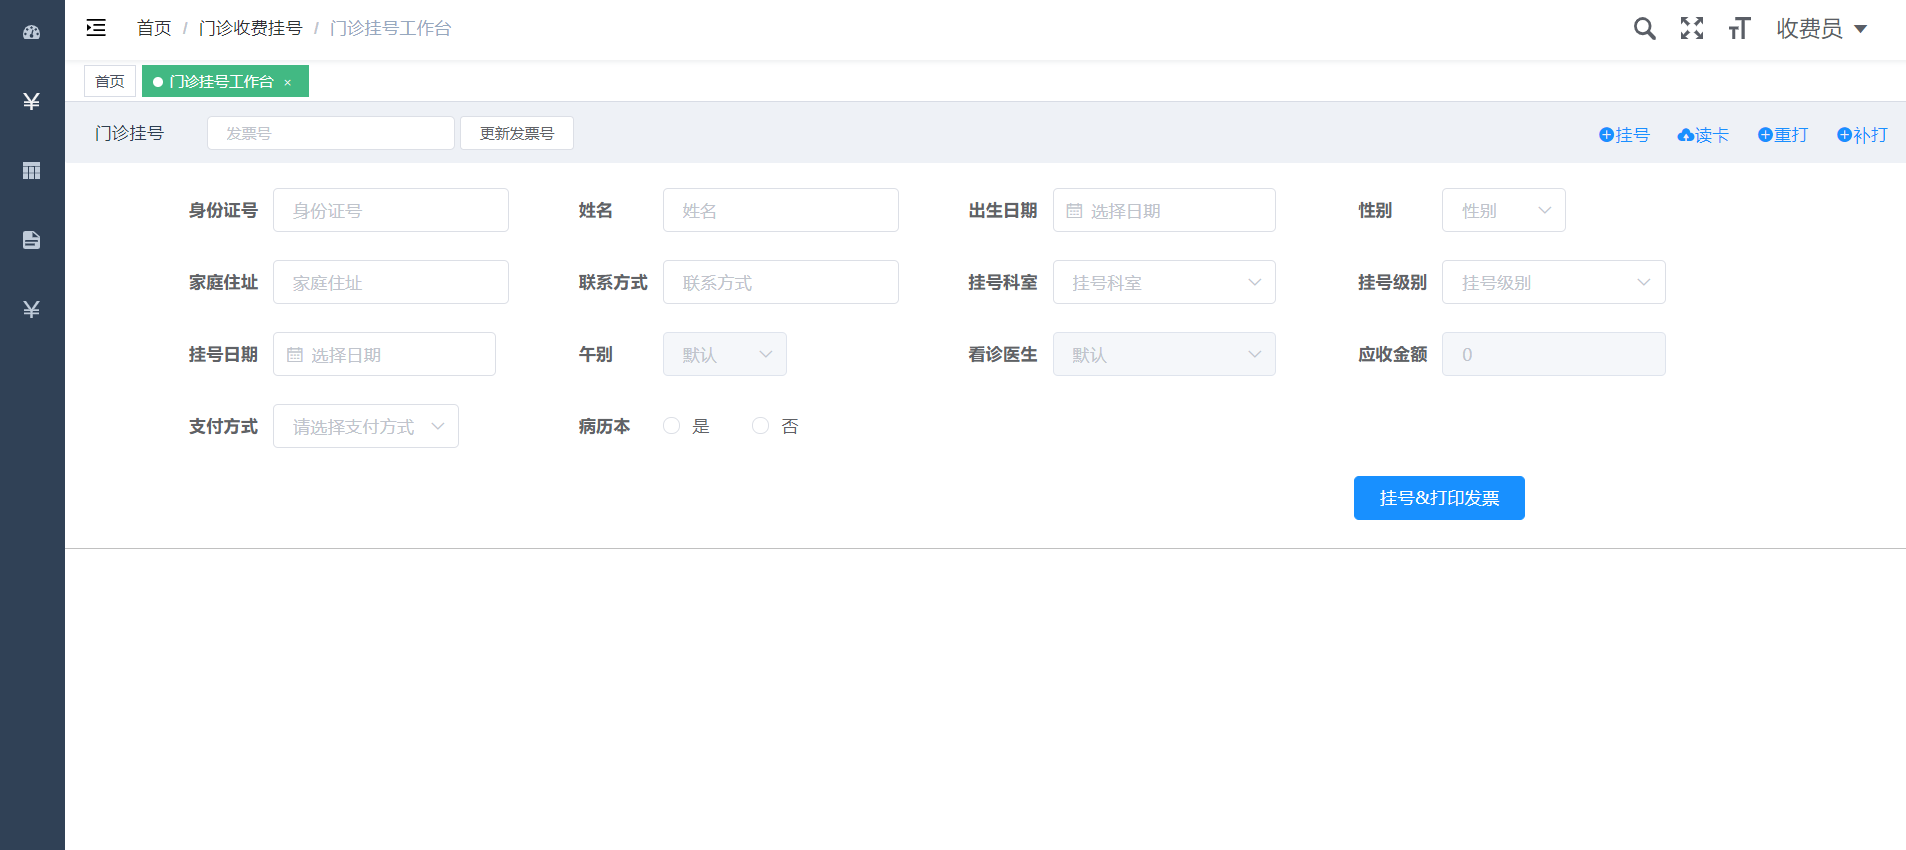 首页 / 门诊收费挂号 / 门诊挂号工作台 收费员
首页 门诊挂号工作台 ×
门诊挂号 发票号 更新发票号 挂号 读卡 重打 补打
身份证号 身份证号 姓名 姓名 出生日期 选择日期 性别 性别
家庭住址 家庭住址 联系方式 联系方式 挂号科室 挂号科室 挂号级别 挂号级别
挂号日期 选择日期 午别 默认 看诊医生 默认 应收金额 0
支付方式 请选择支付方式 病历本 是 否
挂号&打印发票